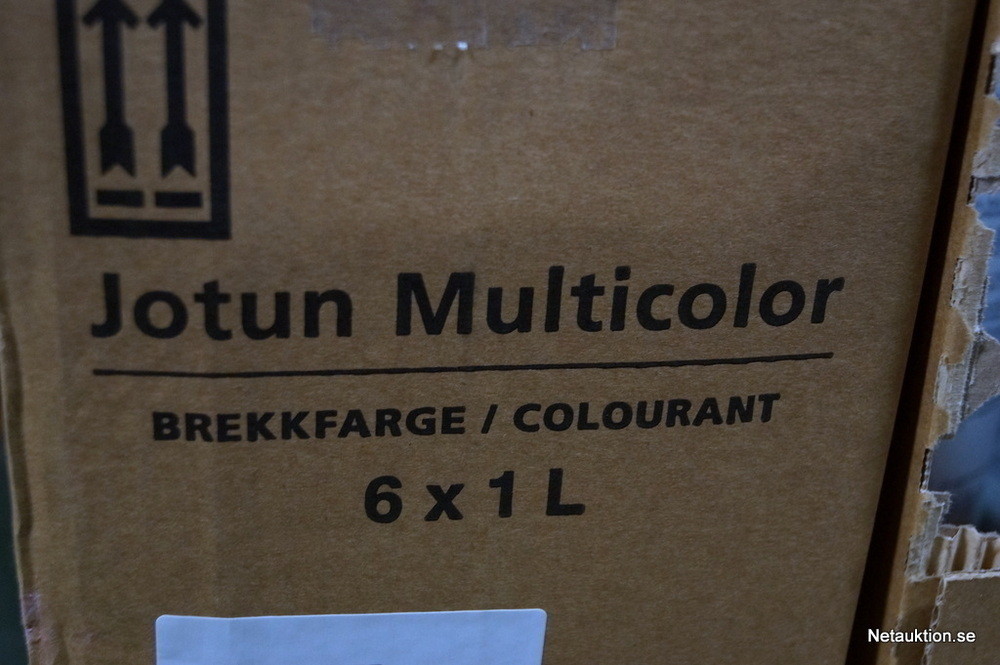 Jotun Multicolor
BREKKFARGE / COLOURANT
6 x 1 L
Netauktion.se